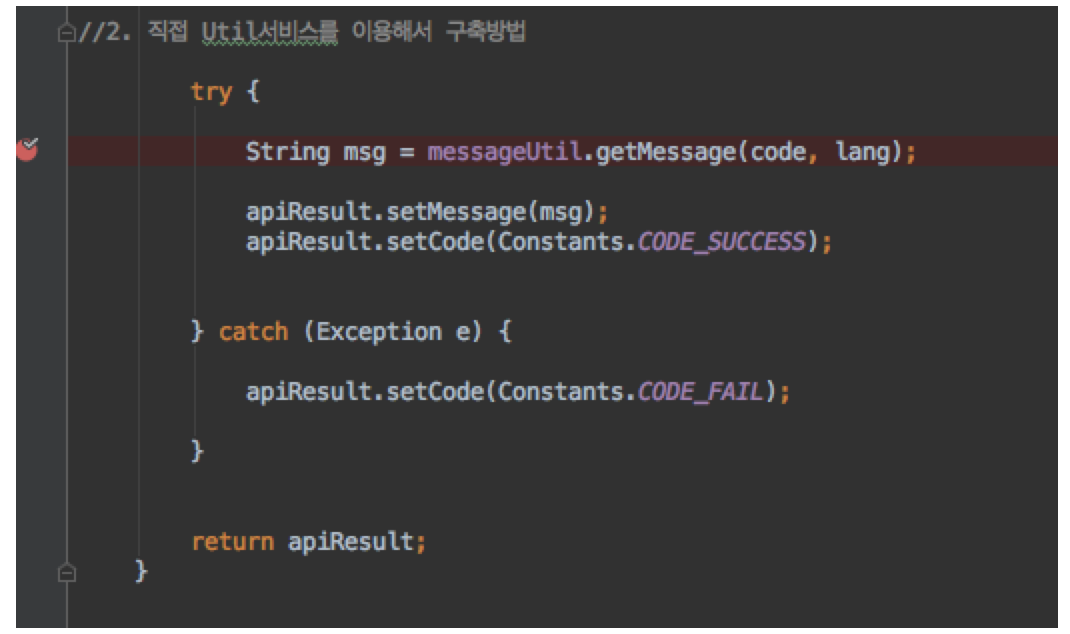 //2. 직접 Util서비스를 이용해서 구축방법
try {
String msg = messageUtil.getMessage(code, lang);
apiResult.setMessage(msg);
apiResult.setCode(Constants.CODE_SUCCESS);
} catch (Exception e) {
apiResult.setCode(Constants.CODE_FAIL);
}
return apiResult;
}